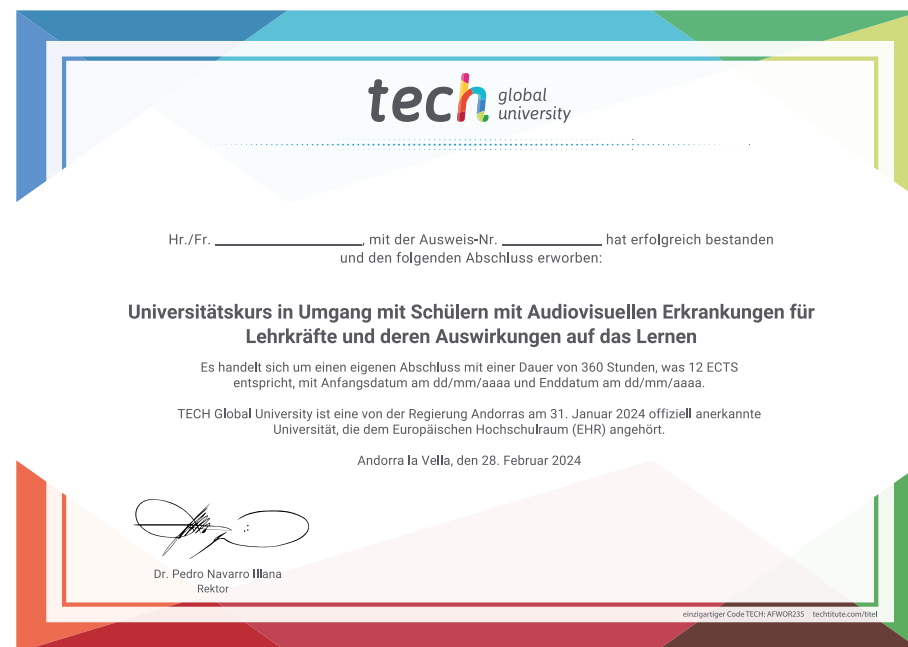 tech global
university
Hr./Fr. ____________________, mit der Ausweis-Nr. ______________ hat erfolgreich bestanden
und den folgenden Abschluss erworben:
Universitätskurs in Umgang mit Schülern mit Audiovisuellen Erkrankungen für
Lehrkräfte und deren Auswirkungen auf das Lernen
Es handelt sich um einen eigenen Abschluss mit einer Dauer von 360 Stunden, was 12 ECTS
entspricht, mit Anfangsdatum am dd/mm/aaaa und Enddatum am dd/mm/aaaa.
TECH Global University ist eine von der Regierung Andorras am 31. Januar 2024 offiziell anerkannte
Universität, die dem Europäischen Hochschulraum (EHR) angehört.
Andorra la Vella, den 28. Februar 2024
Dr. Pedro Navarro Illana
Rektor
einzigartiger Code TECH: AFWOR235 techtitute.com/titel